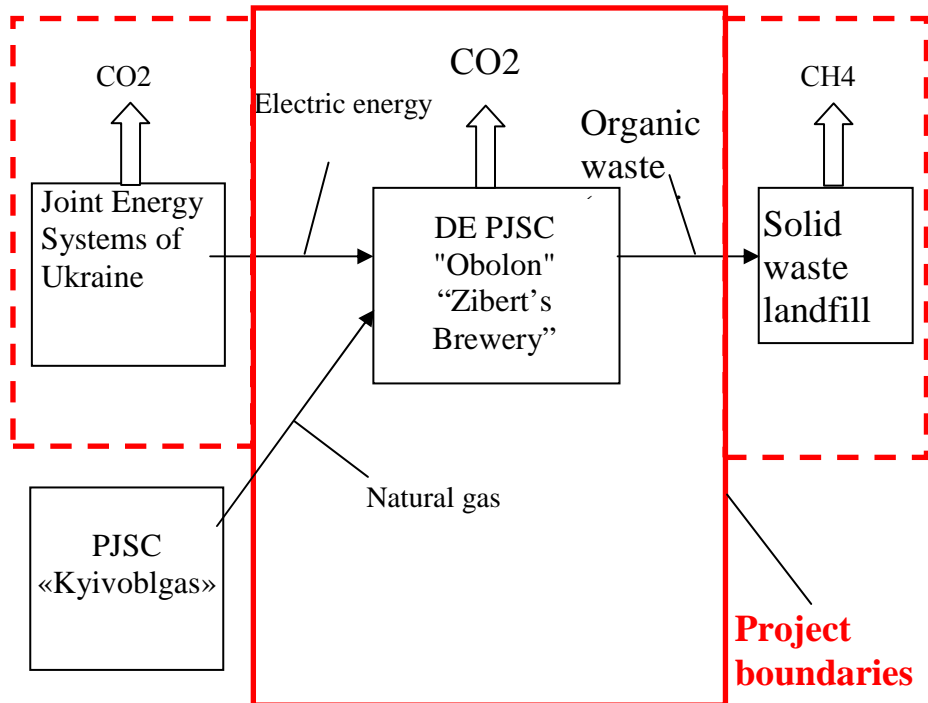 CO2
CO2
CH4
Electric energy
Organic
waste
Joint Energy
Systems of
Ukraine
DE PJSC
"Obolon"
“Zibert’s
Brewery”
Solid
waste
landfill
Natural gas
PJSC
«Kyivoblgas»
Project
boundaries